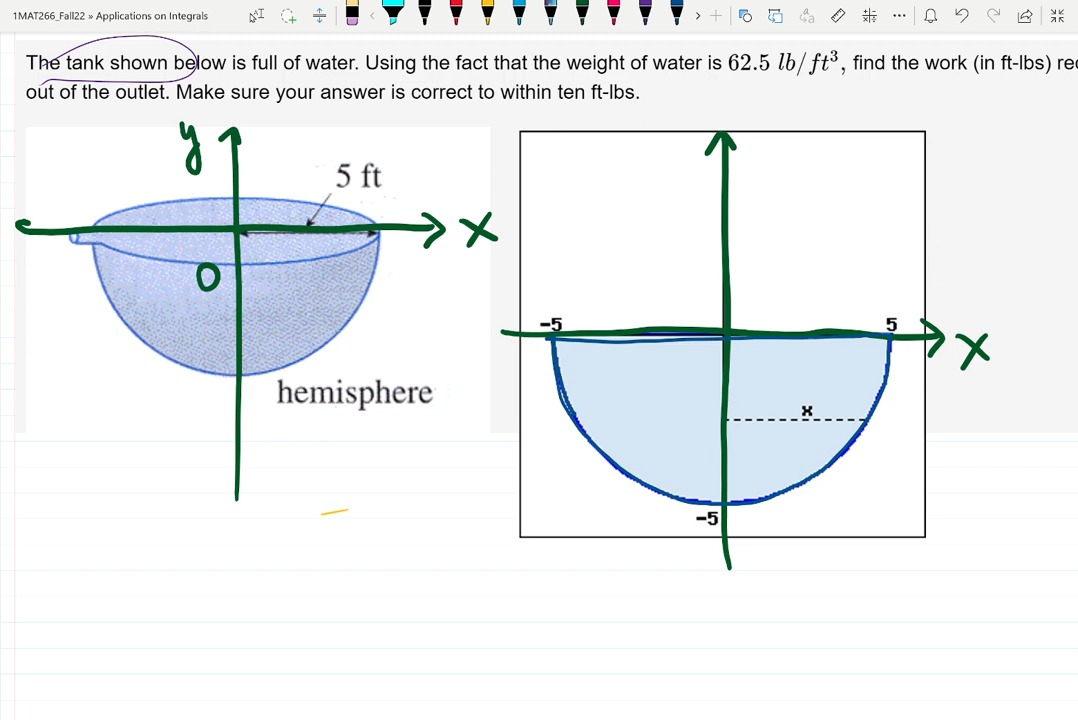 1MAT266_Fall22 » Applications on Integrals
The tank shown below is full of water. Using the fact that the weight of water is 62.5 lb/ft³, find the work (in ft-lbs) re
out of the outlet. Make sure your answer is correct to within ten ft-lbs.
y
5 ft
x
0
hemisphere
-5
5
x
x
-5